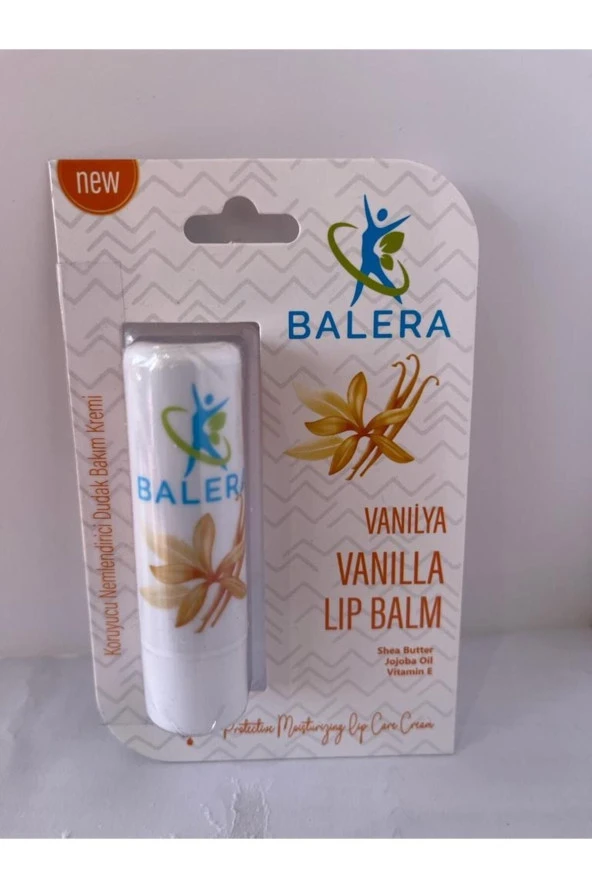 new
BALERA
BALERA
Koruyucu Nemlendirici Dudak Bakım Kremi
VANİLYA
VANILLA
LIP BALM
Shea Butter
Jojoba Oil
Vitamin E
Protective Moisturizing Lip Care Cream